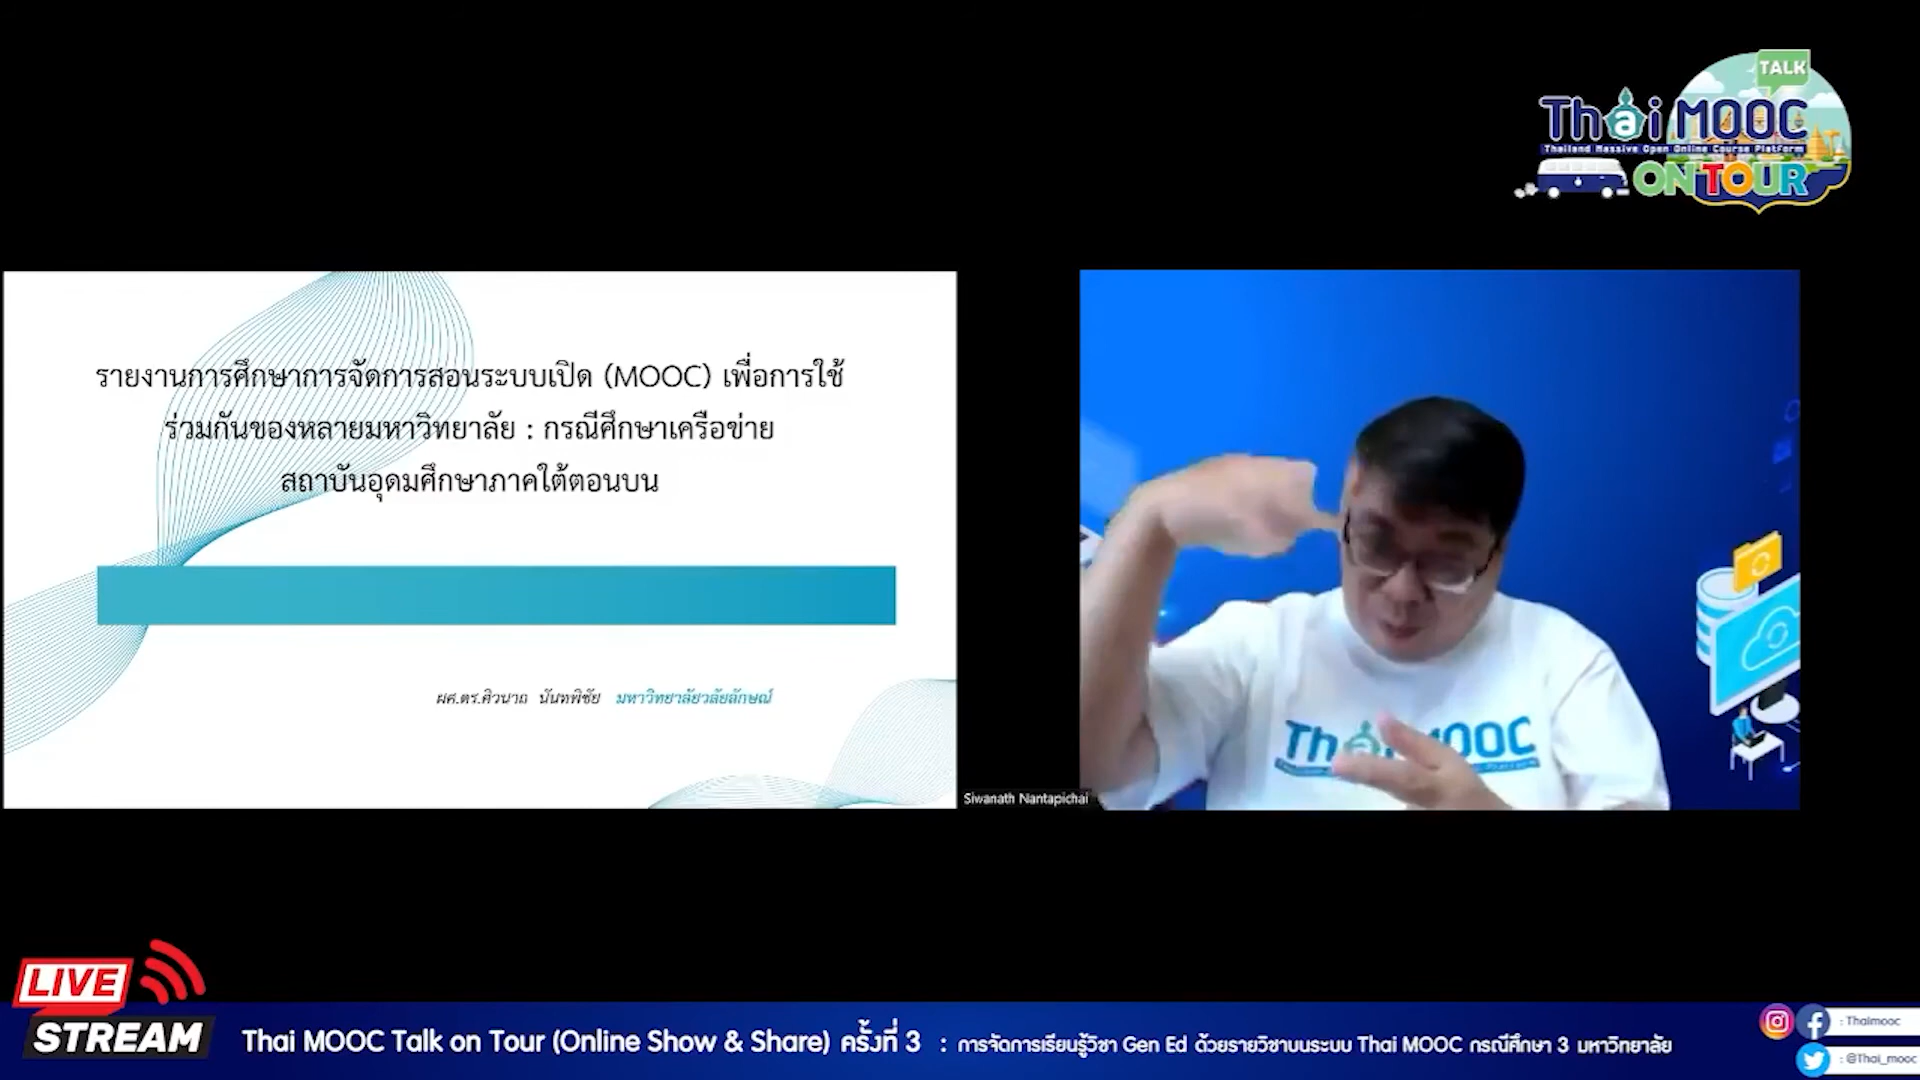 TALK
Thai MOOC
Thailand Massive Open Online Course Platform
ON TOUR
รายงานการศึกษาการจัดการสอนระบบเปิด (MOOC) เพื่อการใช้
ร่วมกันของหลายมหาวิทยาลัย : กรณีศึกษาเครือข่าย
สถาบันอุดมศึกษาภาคใต้ตอนบน
ผศ.ดร.ศิวนาถ นันทพิชัย มหาวิทยาลัยวลัยลักษณ์
Thai MOOC
Siwanath Nantapichai
LIVE
STREAM
Thai MOOC Talk on Tour (Online Show & Share) ครั้งที่ 3 : การจัดการเรียนรู้วิชา Gen Ed ด้วยรายวิชาบนระบบ Thai MOOC กรณีศึกษา 3 มหาวิทยาลัย
: Thaimooc
: @Thai_mooc